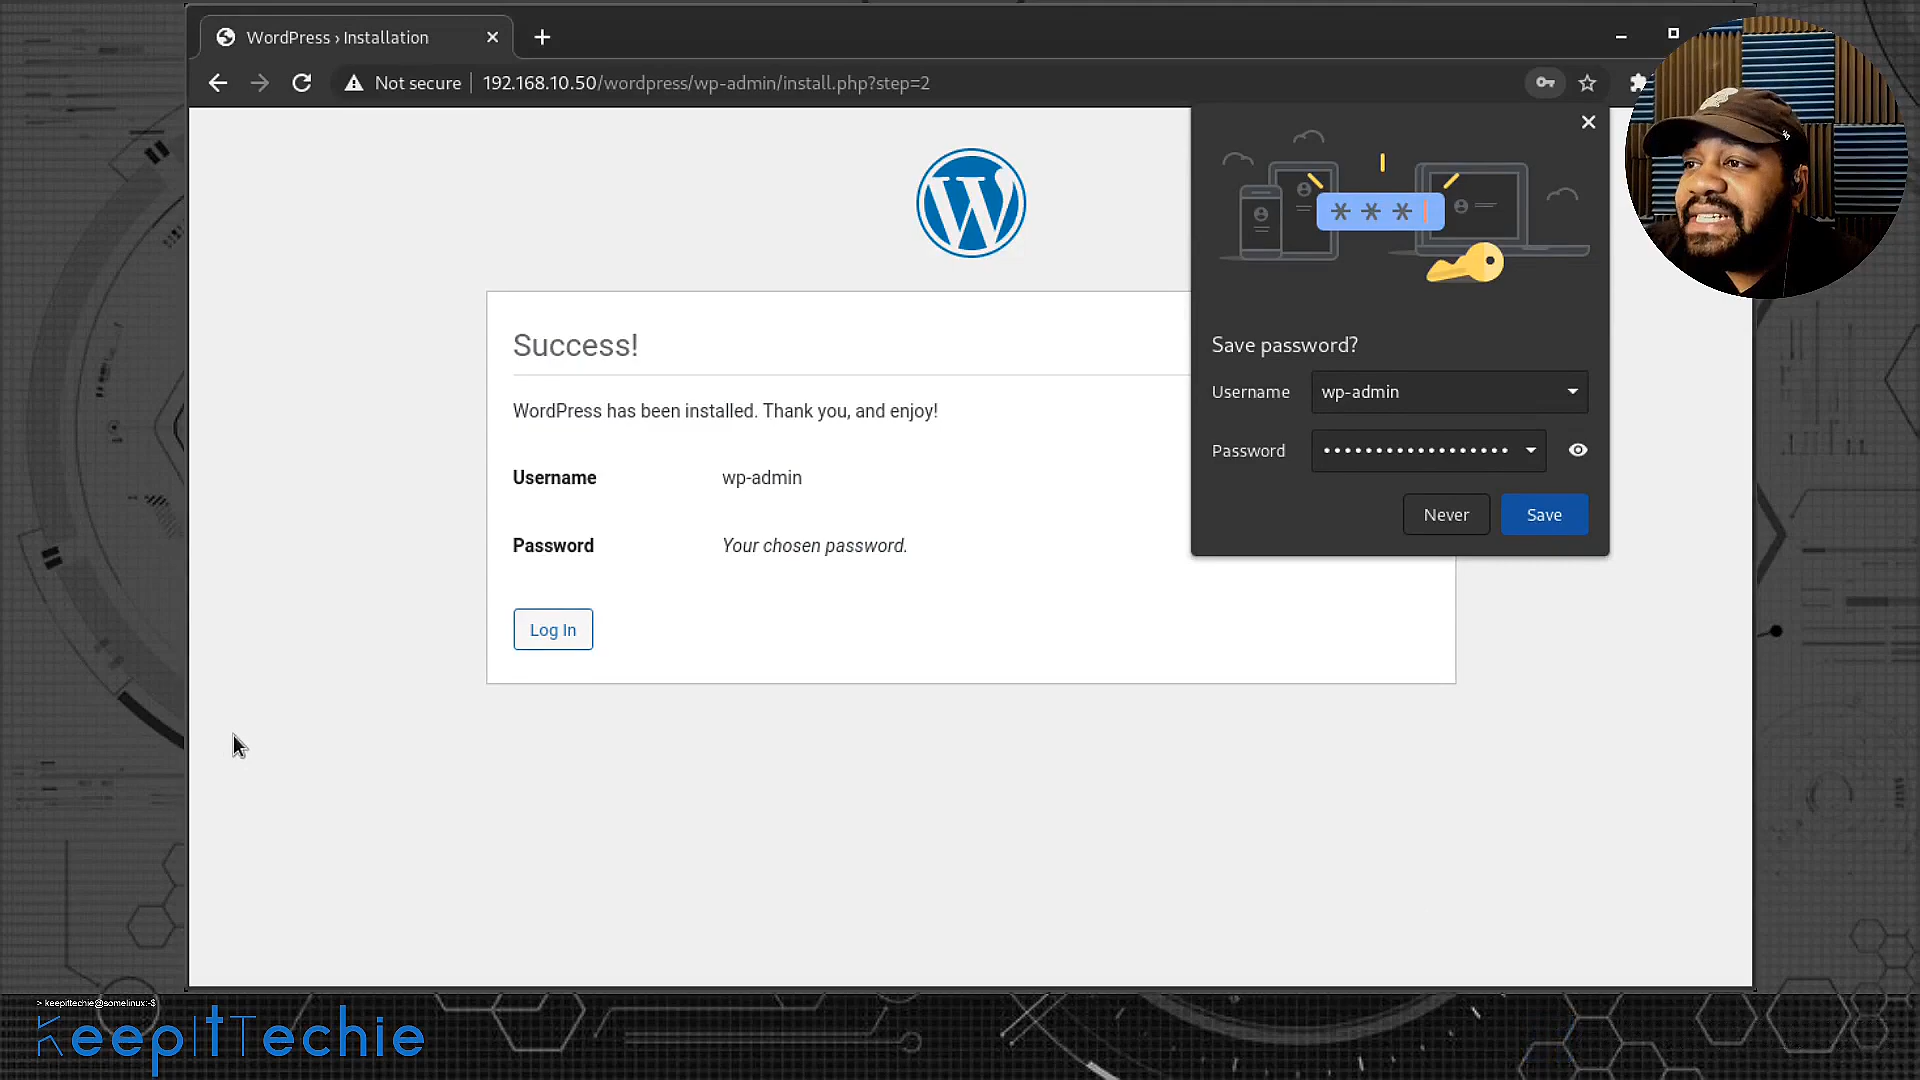 WordPress › Installation
Not secure
192.168.10.50/wordpress/wp-admin/install.php?step=2
Save password?
Username
wp-admin
Password
Never
Save
Success!
WordPress has been installed. Thank you, and enjoy!
Username wp-admin
Password Your chosen password.
Log In
> keepittechie@somelinux:~$
KeepItTechie